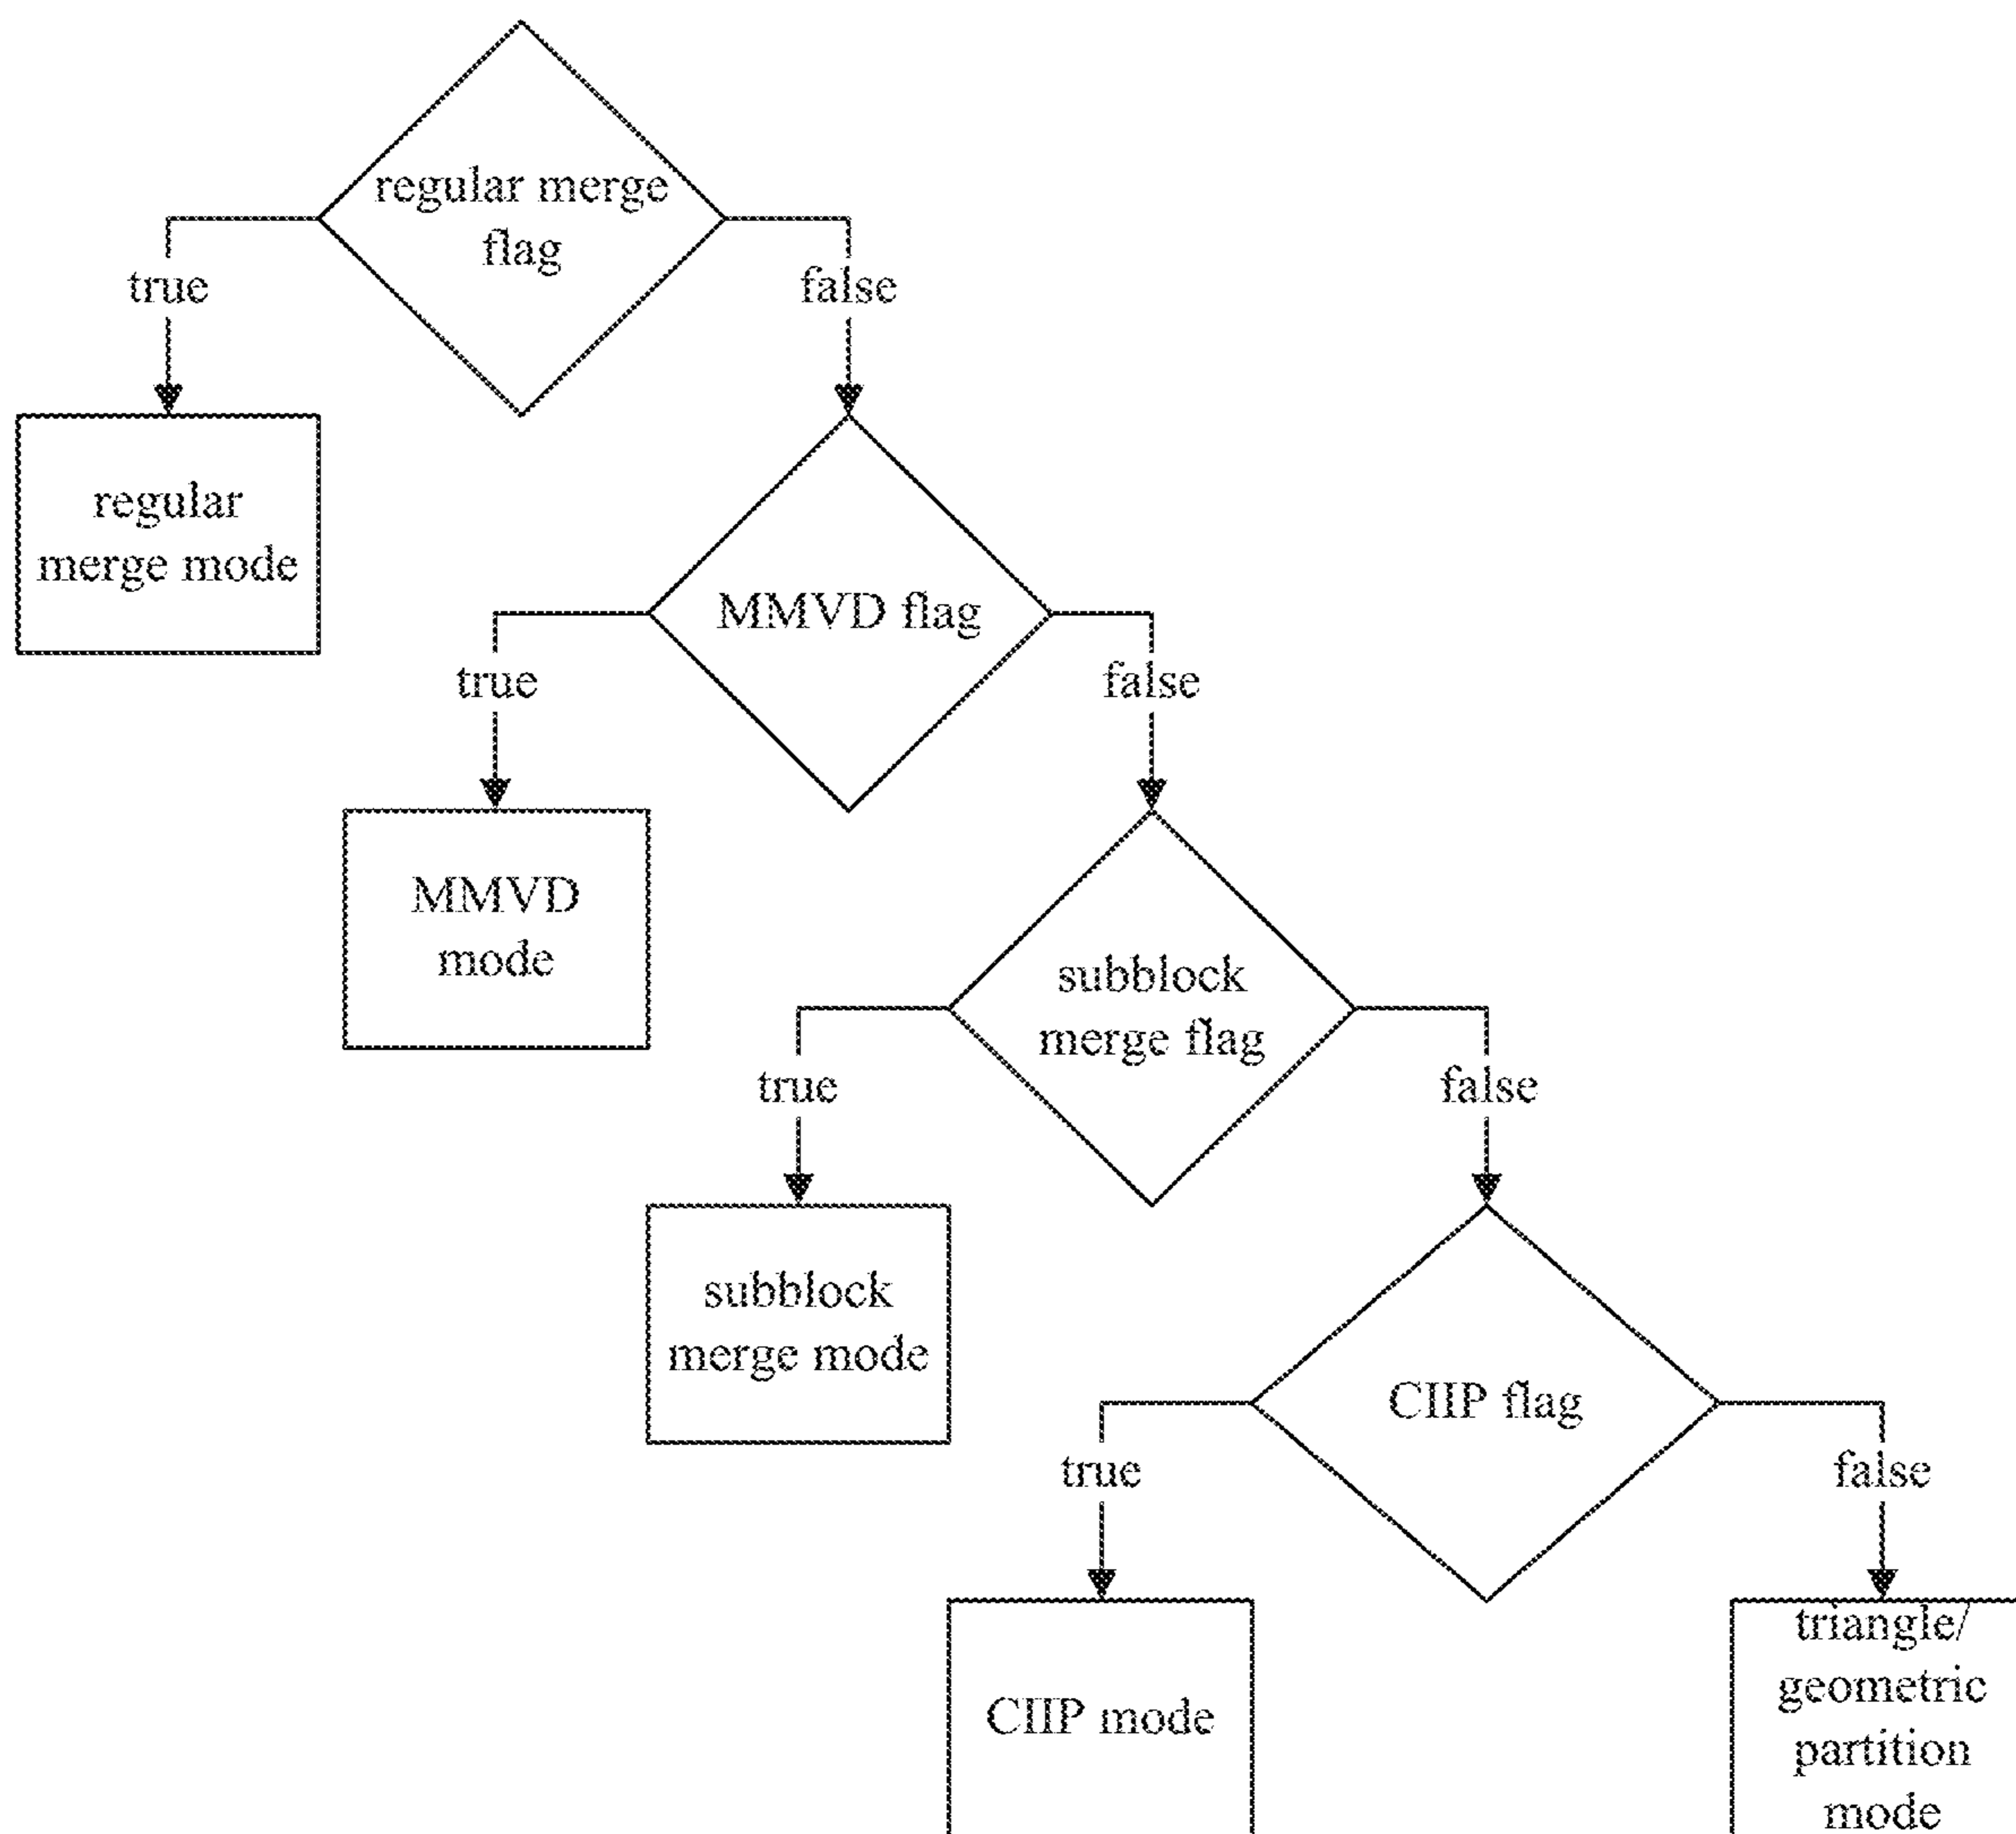 regular merge
flag
true
false
regular
merge mode
MMVD flag
true
false
MMVD
mode
subblock
merge flag
true
false
subblock
merge mode
CIIP flag
true
false
CIIP mode
triangle/
geometric
partition
mode